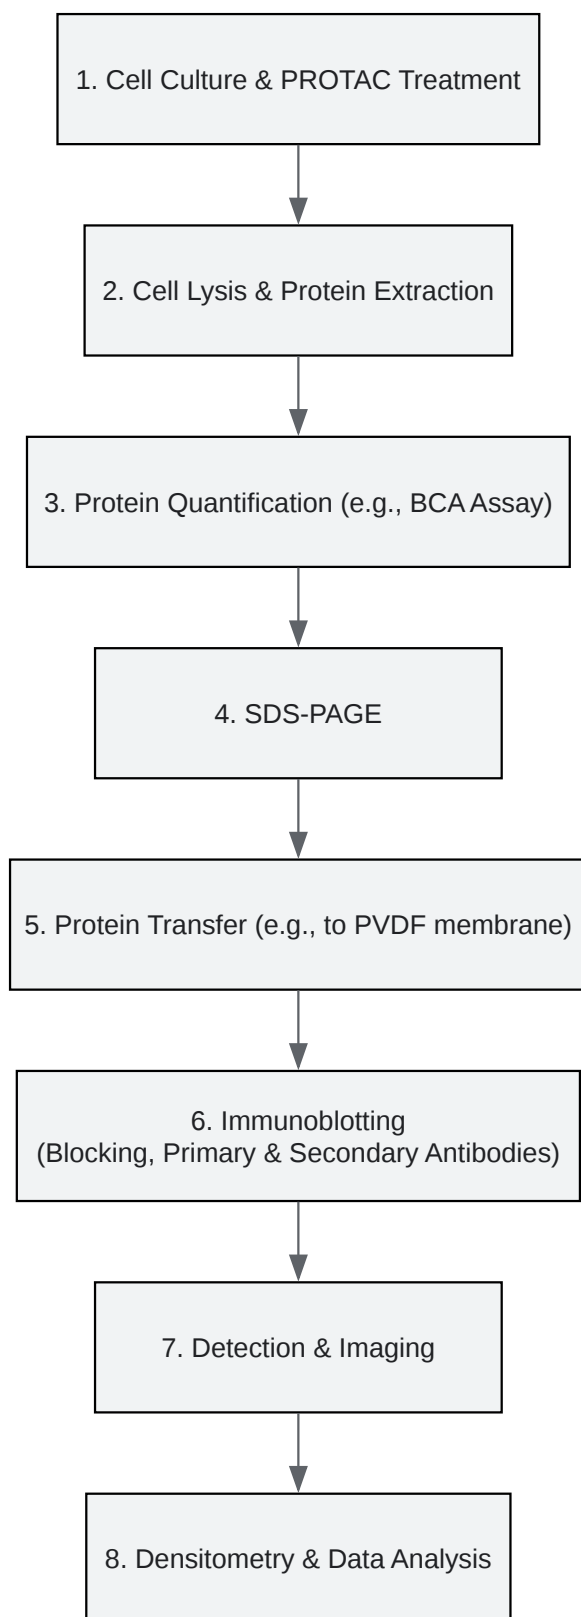 1. Cell Culture & PROTAC Treatment
2. Cell Lysis & Protein Extraction
3. Protein Quantification (e.g., BCA Assay)
4. SDS-PAGE
5. Protein Transfer (e.g., to PVDF membrane)
6. Immunoblotting
(Blocking, Primary & Secondary Antibodies)
7. Detection & Imaging
8. Densitometry & Data Analysis